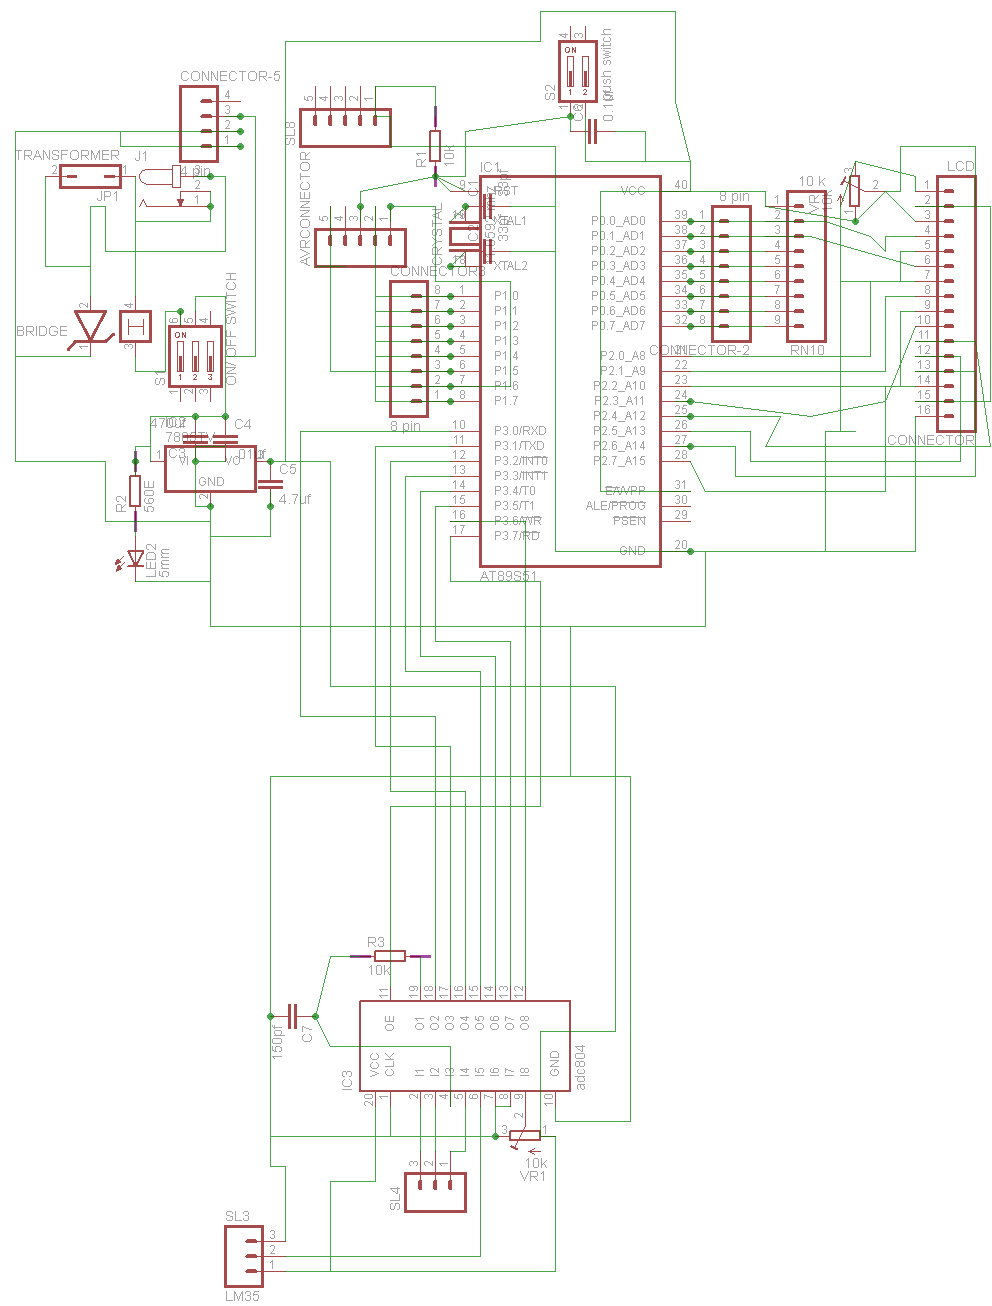 CONNECTOR-5
4
3
2
1
TRANSFORMER
J1
4 pin
JP1
2
1
3
2
1
BRIDGE
2
1
4
3
ON/OFF SWITCH
S1
ON
1 2 3
6 5 4
1 2 3
470uf
7805TV
C4
C3
VI
VO
GND
1
2
C5
4.7uf
R2
560E
LED2
5mm
SL8
5 4 3 2 1
R1
10k
AVRCONNECTOR
5 4 3 2 1
CRYSTAL
C1
C2
S2
ON
1 2
4 3
1
push switch
C6
0.1uf
CONNECTOR3
8
7
6
5
4
3
2
1
8 pin
IC1
9
RST
XTAL1
XTAL2
1 P1.0
2 P1.1
3 P1.2
4 P1.3
5 P1.4
6 P1.5
7 P1.6
8 P1.7
10 P3.0/RXD
11 P3.1/TXD
12 P3.2/INT0
13 P3.3/INT1
14 P3.4/T0
15 P3.5/T1
16 P3.6/WR
17 P3.7/RD
VCC 40
P0.0_AD0 39
P0.1_AD1 38
P0.2_AD2 37
P0.3_AD3 36
P0.4_AD4 35
P0.5_AD5 34
P0.6_AD6 33
P0.7_AD7 32
P2.0_A8 21
P2.1_A9 22
P2.2_A10 23
P2.3_A11 24
P2.4_A12 25
P2.5_A13 26
P2.6_A14 27
P2.7_A15 28
EA/VPP 31
ALE/PROG 30
PSEN 29
GND 20
AT89S51
8 pin
1
2
3
4
5
6
7
8
CONNECTOR-2
10 k
1
2
3
4
5
6
7
8
9
RN10
VR
10k
3
2
1
LCD
1
2
3
4
5
6
7
8
9
10
11
12
13
14
15
16
CONNECTOR
R3
10k
C7
150pf
11 19 18 17 16 15 14 13 12
OE O1 O2 O3 O4 O5 O6 O7 O8
VCC CLK I1 I2 I3 I4 I5 I6 I7 I8 GND
20 1 2 3 4 5 6 7 8 9 10
IC3
adc804
3
2
1
10k
VR1
SL4
3 2 1
SL3
3
2
1
LM35